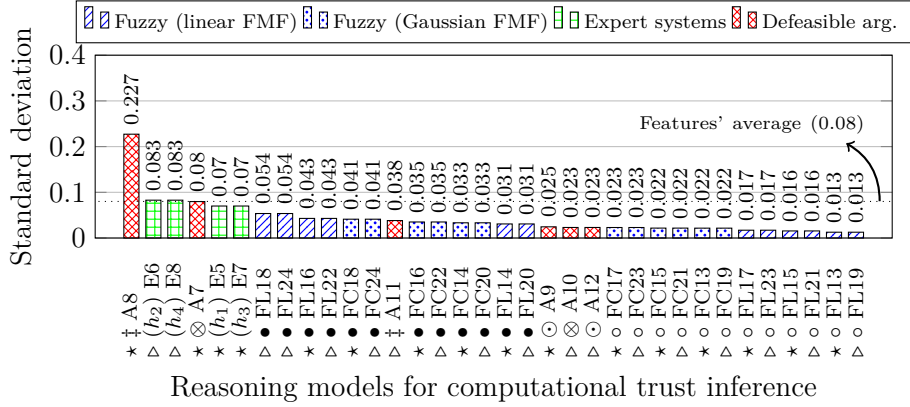 Fuzzy (linear FMF)
Fuzzy (Gaussian FMF)
Expert systems
Defeasible arg.
Standard deviation
0.4
0.3
0.2
0.1
0
0.227
0.083
0.083
0.08
0.07
0.07
0.054
0.054
0.043
0.043
0.041
0.041
0.038
0.035
0.035
0.033
0.033
0.031
0.031
0.025
0.023
0.023
0.023
0.023
0.022
0.022
0.022
0.022
0.017
0.017
0.016
0.016
0.013
0.013
Features' average (0.08)
⋆ ‡ A8
▽ (h2) E6
▽ (h4) E8
⋆ ⊗ A7
⋆ (h1) E5
⋆ (h3) E7
▽ ● FL18
⋆ ● FL24
⋆ ● FL16
▽ ● FL22
⋆ ● FC18
▽ ● FC24
▽ ‡ A11
⋆ ● FC16
▽ ● FC22
⋆ ● FC14
▽ ● FC20
⋆ ● FL14
▽ ● FL20
⋆ ⊙ A9
▽ ⊗ A10
▽ ⊙ A12
⋆ ○ FC17
▽ ○ FC23
⋆ ○ FC15
▽ ○ FC21
⋆ ○ FC13
▽ ○ FC19
⋆ ○ FL17
▽ ○ FL23
⋆ ○ FL15
▽ ○ FL21
⋆ ○ FL13
▽ ○ FL19
Reasoning models for computational trust inference